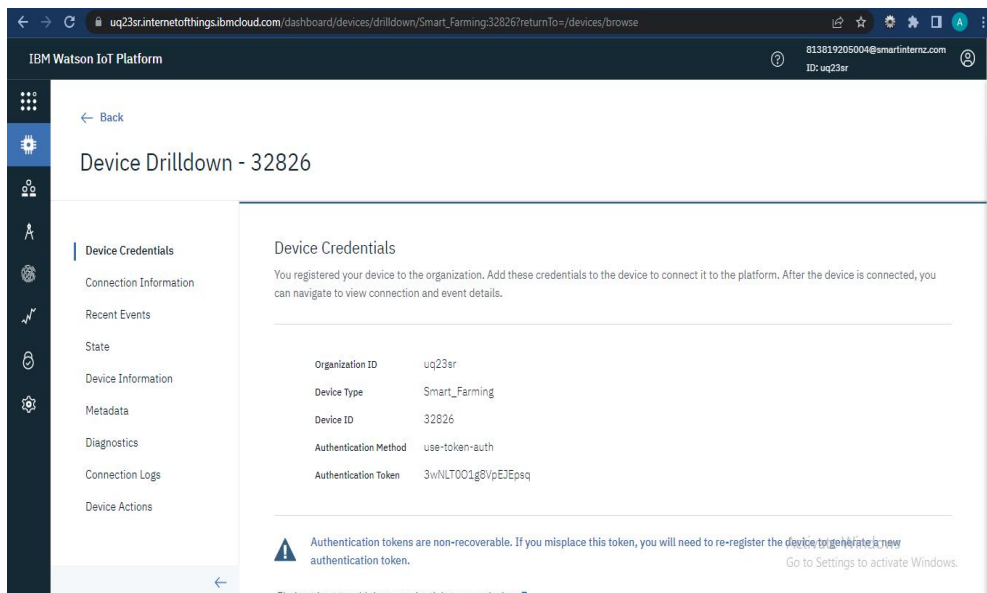 uq23sr.internetofthings.ibmcloud.com/dashboard/devices/drilldown/Smart_Farming:32826?returnTo=/devices/browse
A
IBM Watson IoT Platform
813819205004@smartinternz.com
ID: uq23sr
Back
Device Drilldown - 32826
Device Credentials
Connection Information
Recent Events
State
Device Information
Metadata
Diagnostics
Connection Logs
Device Actions
Device Credentials
You registered your device to the organization. Add these credentials to the device to connect it to the platform. After the device is connected, you
can navigate to view connection and event details.
Organization ID uq23sr
Device Type Smart_Farming
Device ID 32826
Authentication Method use-token-auth
Authentication Token 3wNLT0O1g8VpEJEpsq
Authentication tokens are non-recoverable. If you misplace this token, you will need to re-register the device to generate a new
authentication token.
Activate Windows
Go to Settings to activate Windows.